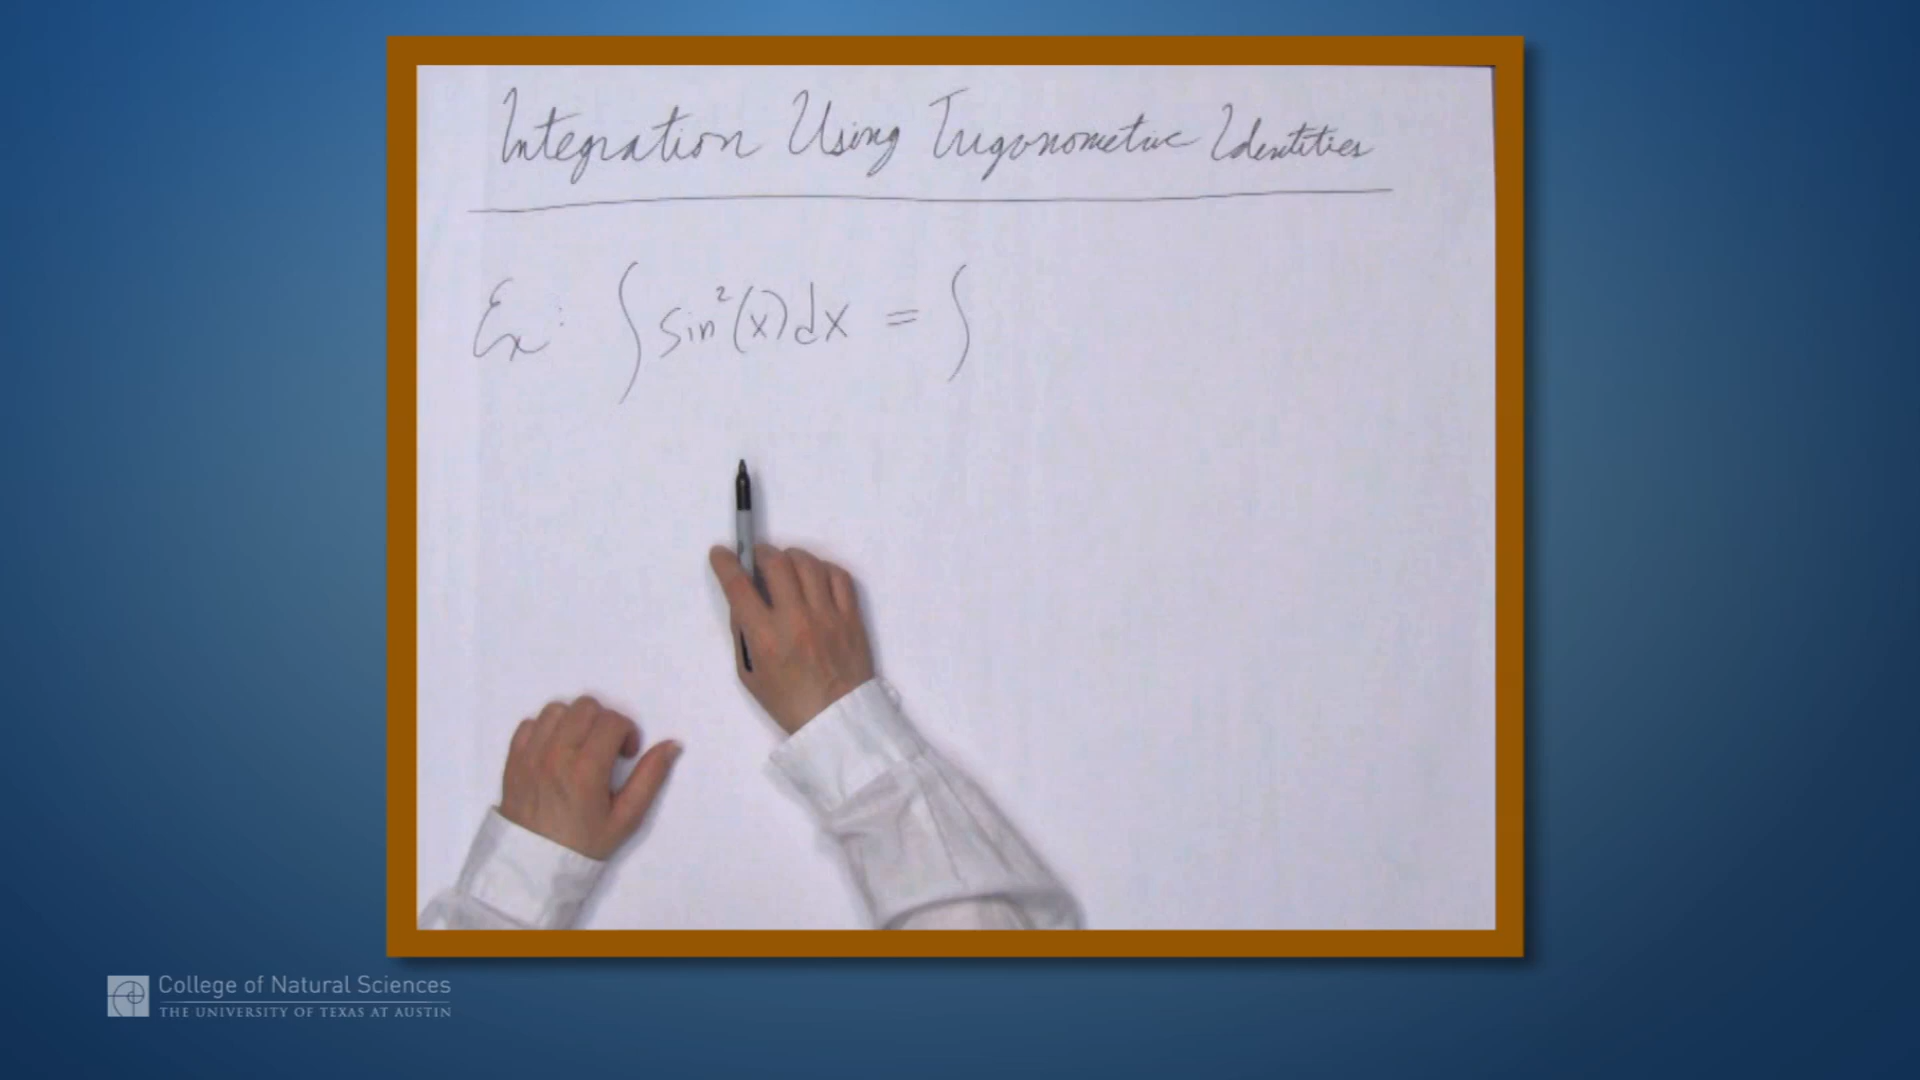 Integration Using Trigonometric Identities
Ex: ∫ sin²(x)dx = ∫
College of Natural Sciences
THE UNIVERSITY OF TEXAS AT AUSTIN